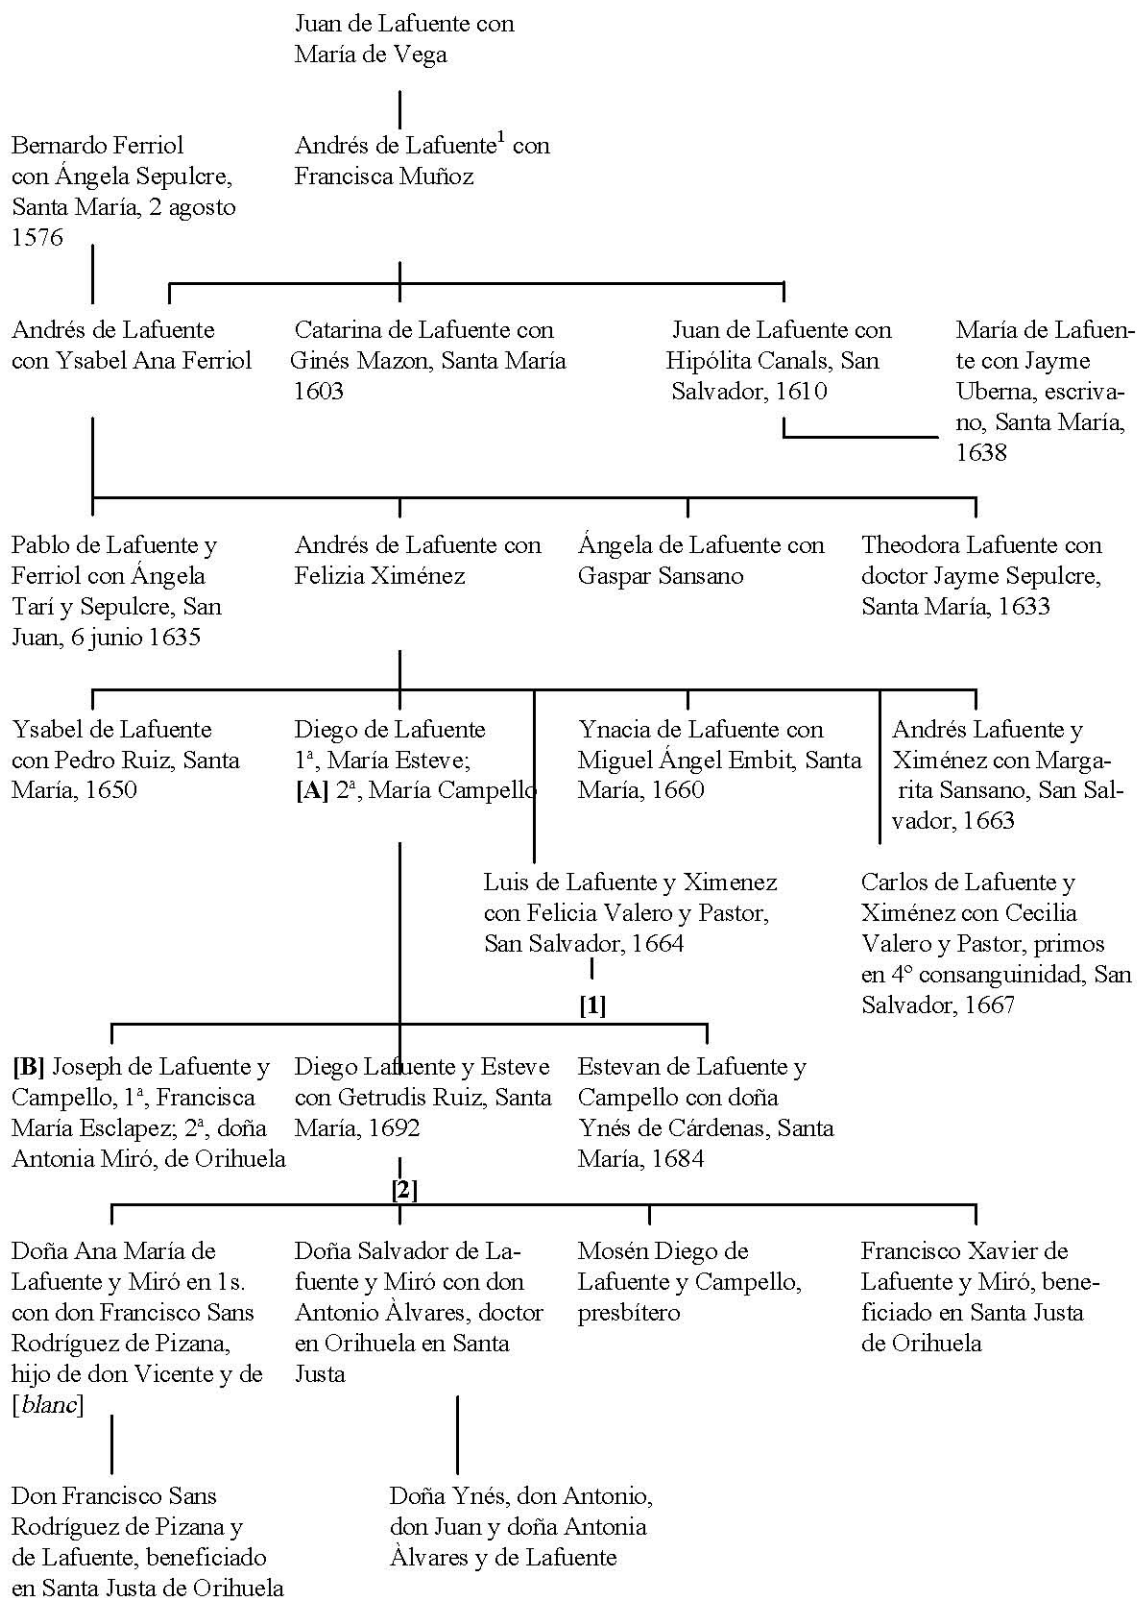 Juan de Lafuente con
María de Vega
Bernardo Ferriol
con Ángela Sepulcre,
Santa María, 2 agosto
1576
Andrés de Lafuente¹ con
Francisca Muñoz
Andrés de Lafuente
con Ysabel Ana Ferriol
Catarina de Lafuente con
Ginés Mazon, Santa María
1603
Juan de Lafuente con
Hipólita Canals, San
Salvador, 1610
María de Lafuen-
te con Jayme
Uberna, escriva-
no, Santa María,
1638
Pablo de Lafuente y
Ferriol con Ángela
Tarí y Sepulcre, San
Juan, 6 junio 1635
Andrés de Lafuente con
Felizia Ximénez
Ángela de Lafuente con
Gaspar Sansano
Theodora Lafuente con
doctor Jayme Sepulcre,
Santa María, 1633
Ysabel de Lafuente
con Pedro Ruiz, Santa
María, 1650
Diego de Lafuente
1ª, María Esteve;
[A] 2ª, María Campello
Ynacia de Lafuente con
Miguel Ángel Embit, Santa
María, 1660
Andrés Lafuente y
Ximénez con Marga-
rita Sansano, San Sal-
vador, 1663
Luis de Lafuente y Ximenez
con Felicia Valero y Pastor,
San Salvador, 1664
[1]
Carlos de Lafuente y
Ximénez con Cecilia
Valero y Pastor, primos
en 4º consanguinidad, San
Salvador, 1667
[B] Joseph de Lafuente y
Campello, 1ª, Francisca
María Esclapez; 2ª, doña
Antonia Miró, de Orihuela
Diego Lafuente y Esteve
con Getrudis Ruiz, Santa
María, 1692
[2]
Estevan de Lafuente y
Campello con doña
Ynés de Cárdenas, Santa
María, 1684
Doña Ana María de
Lafuente y Miró en 1s.
con don Francisco Sans
Rodríguez de Pizana,
hijo de don Vicente y de
[blanc]
Doña Salvador de La-
fuente y Miró con don
Antonio Àlvares, doctor
en Orihuela en Santa
Justa
Mosén Diego de
Lafuente y Campello,
presbítero
Francisco Xavier de
Lafuente y Miró, bene-
ficiado en Santa Justa
de Orihuela
Don Francisco Sans
Rodríguez de Pizana y
de Lafuente, beneficiado
en Santa Justa de Orihuela
Doña Ynés, don Antonio,
don Juan y doña Antonia
Àlvares y de Lafuente